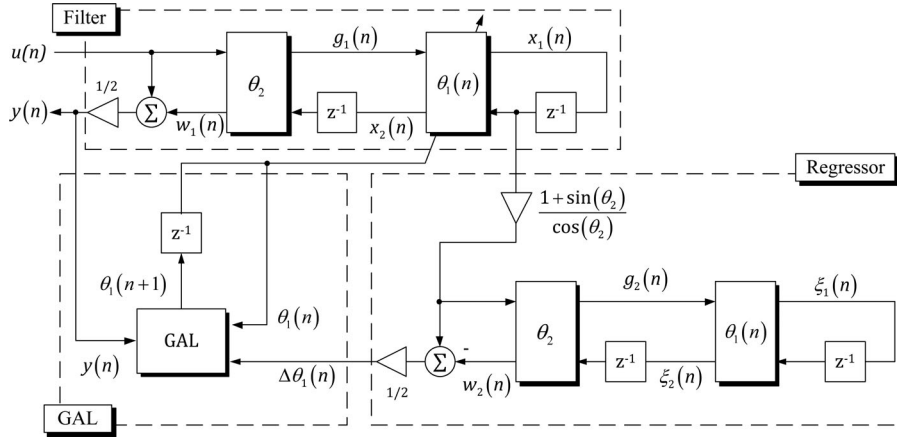 Filter
u(n)
g₁(n)
x₁(n)
1/2
θ₂
θ₁(n)
y(n)
Σ
w₁(n)
z⁻¹
x₂(n)
z⁻¹
Regressor
z⁻¹
(1+sin(θ₂))/cos(θ₂)
θ₁(n+1)
g₂(n)
ξ₁(n)
θ₁(n)
GAL
θ₂
θ₁(n)
y(n)
Δθ₁(n)
1/2
Σ
-
w₂(n)
z⁻¹
ξ₂(n)
z⁻¹
GAL